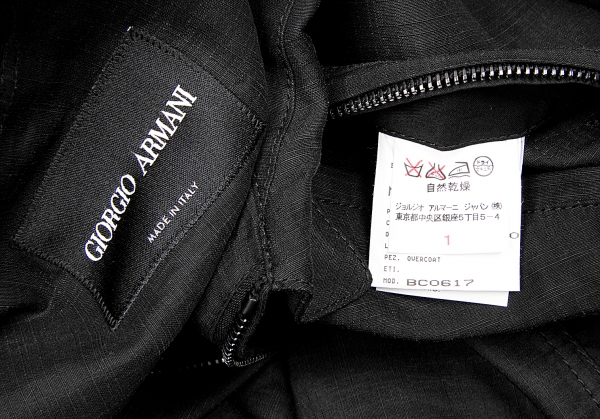 GIORGIO ARMANI
MADE IN ITALY
自然乾燥
ジョルジオ アルマーニ ジャパン(株)
東京都中央区銀座5丁目5-4
1
PEZ. OVERCOAT
ETI.
MOD. BC0617